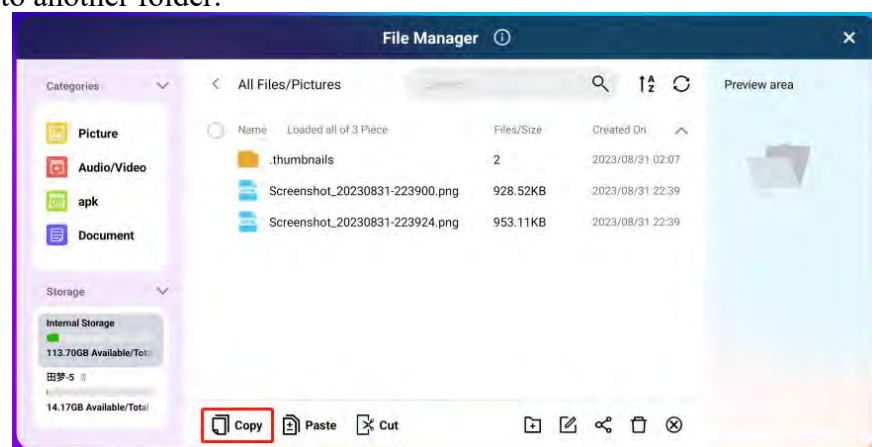 to another folder.
File Manager
Categories
All Files/Pictures
Preview area
Picture
Audio/Video
apk
Document
Name Loaded all of 3 Piece Files/Size Created On
.thumbnails 2 2023/08/31 02:07
Screenshot_20230831-223900.png 928.52KB 2023/08/31 22:39
Screenshot_20230831-223924.png 953.11KB 2023/08/31 22:39
Storage
Internal Storage
113.70GB Available/Tot
田梦-5
14.17GB Available/Total
Copy Paste Cut